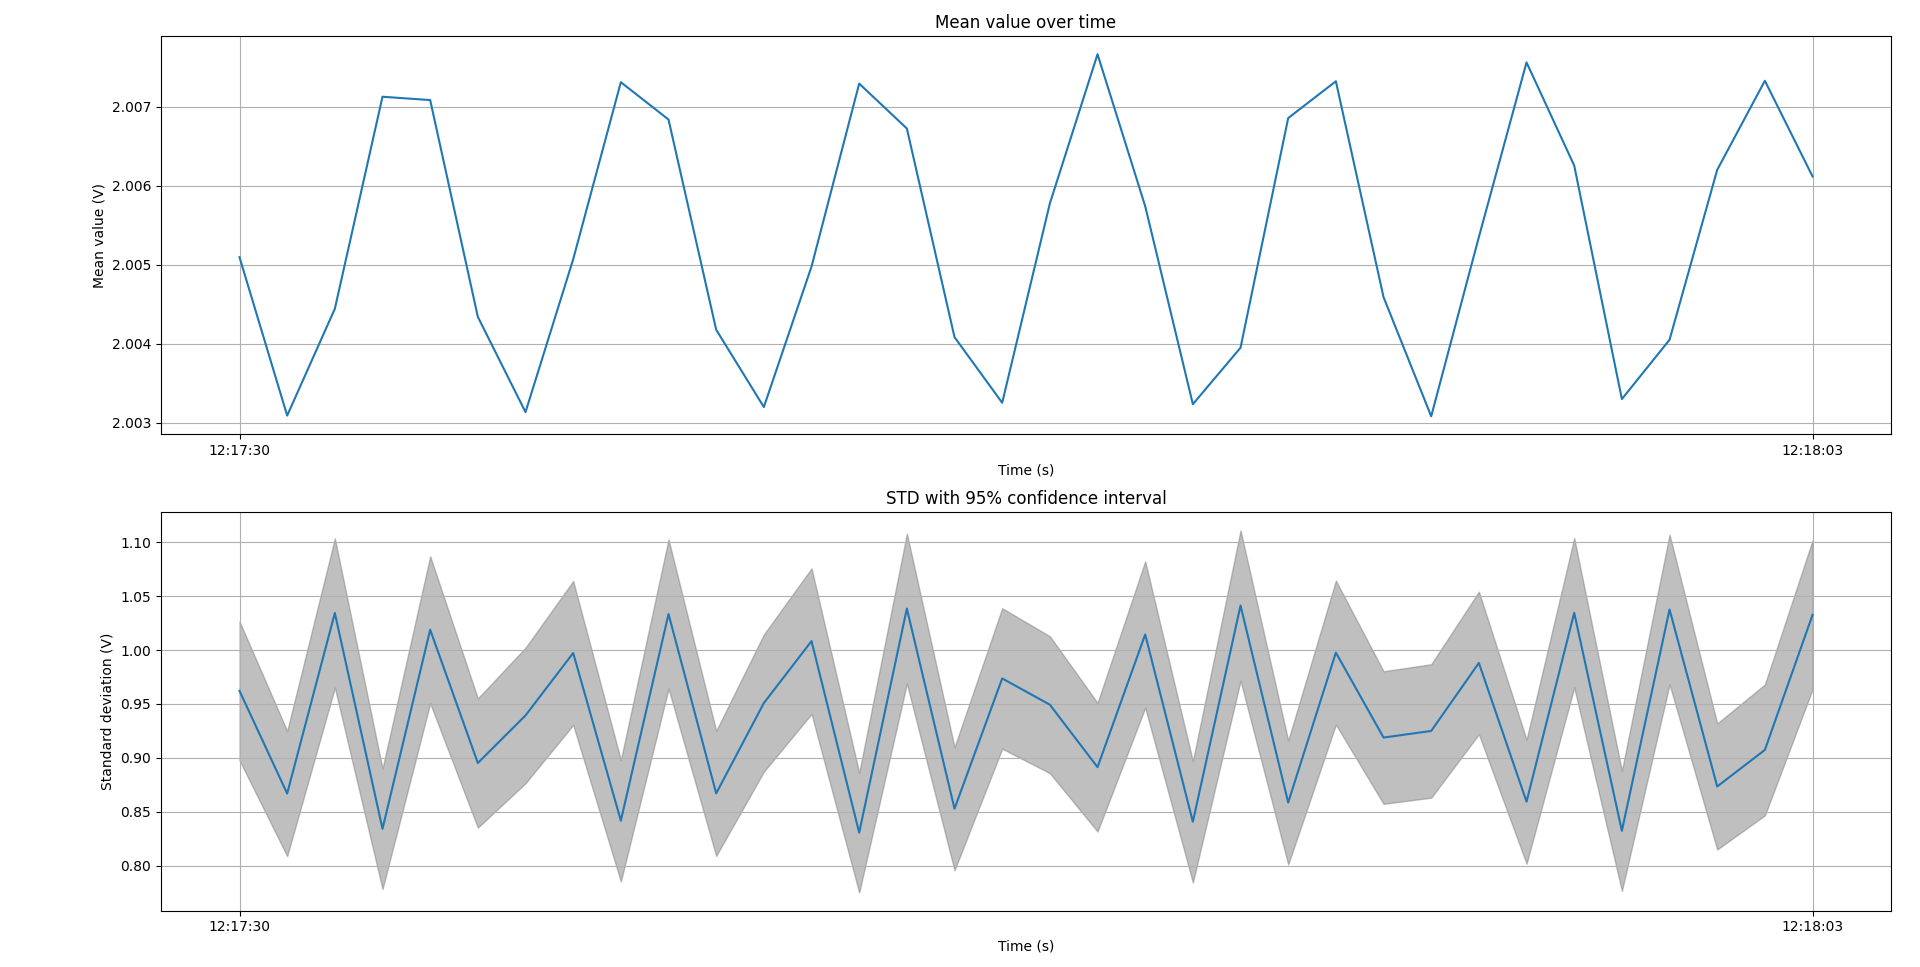 Mean value over time
Mean value (V)
2.007
2.006
2.005
2.004
2.003
12:17:30
12:18:03
Time (s)
STD with 95% confidence interval
Standard deviation (V)
1.10
1.05
1.00
0.95
0.90
0.85
0.80
12:17:30
12:18:03
Time (s)